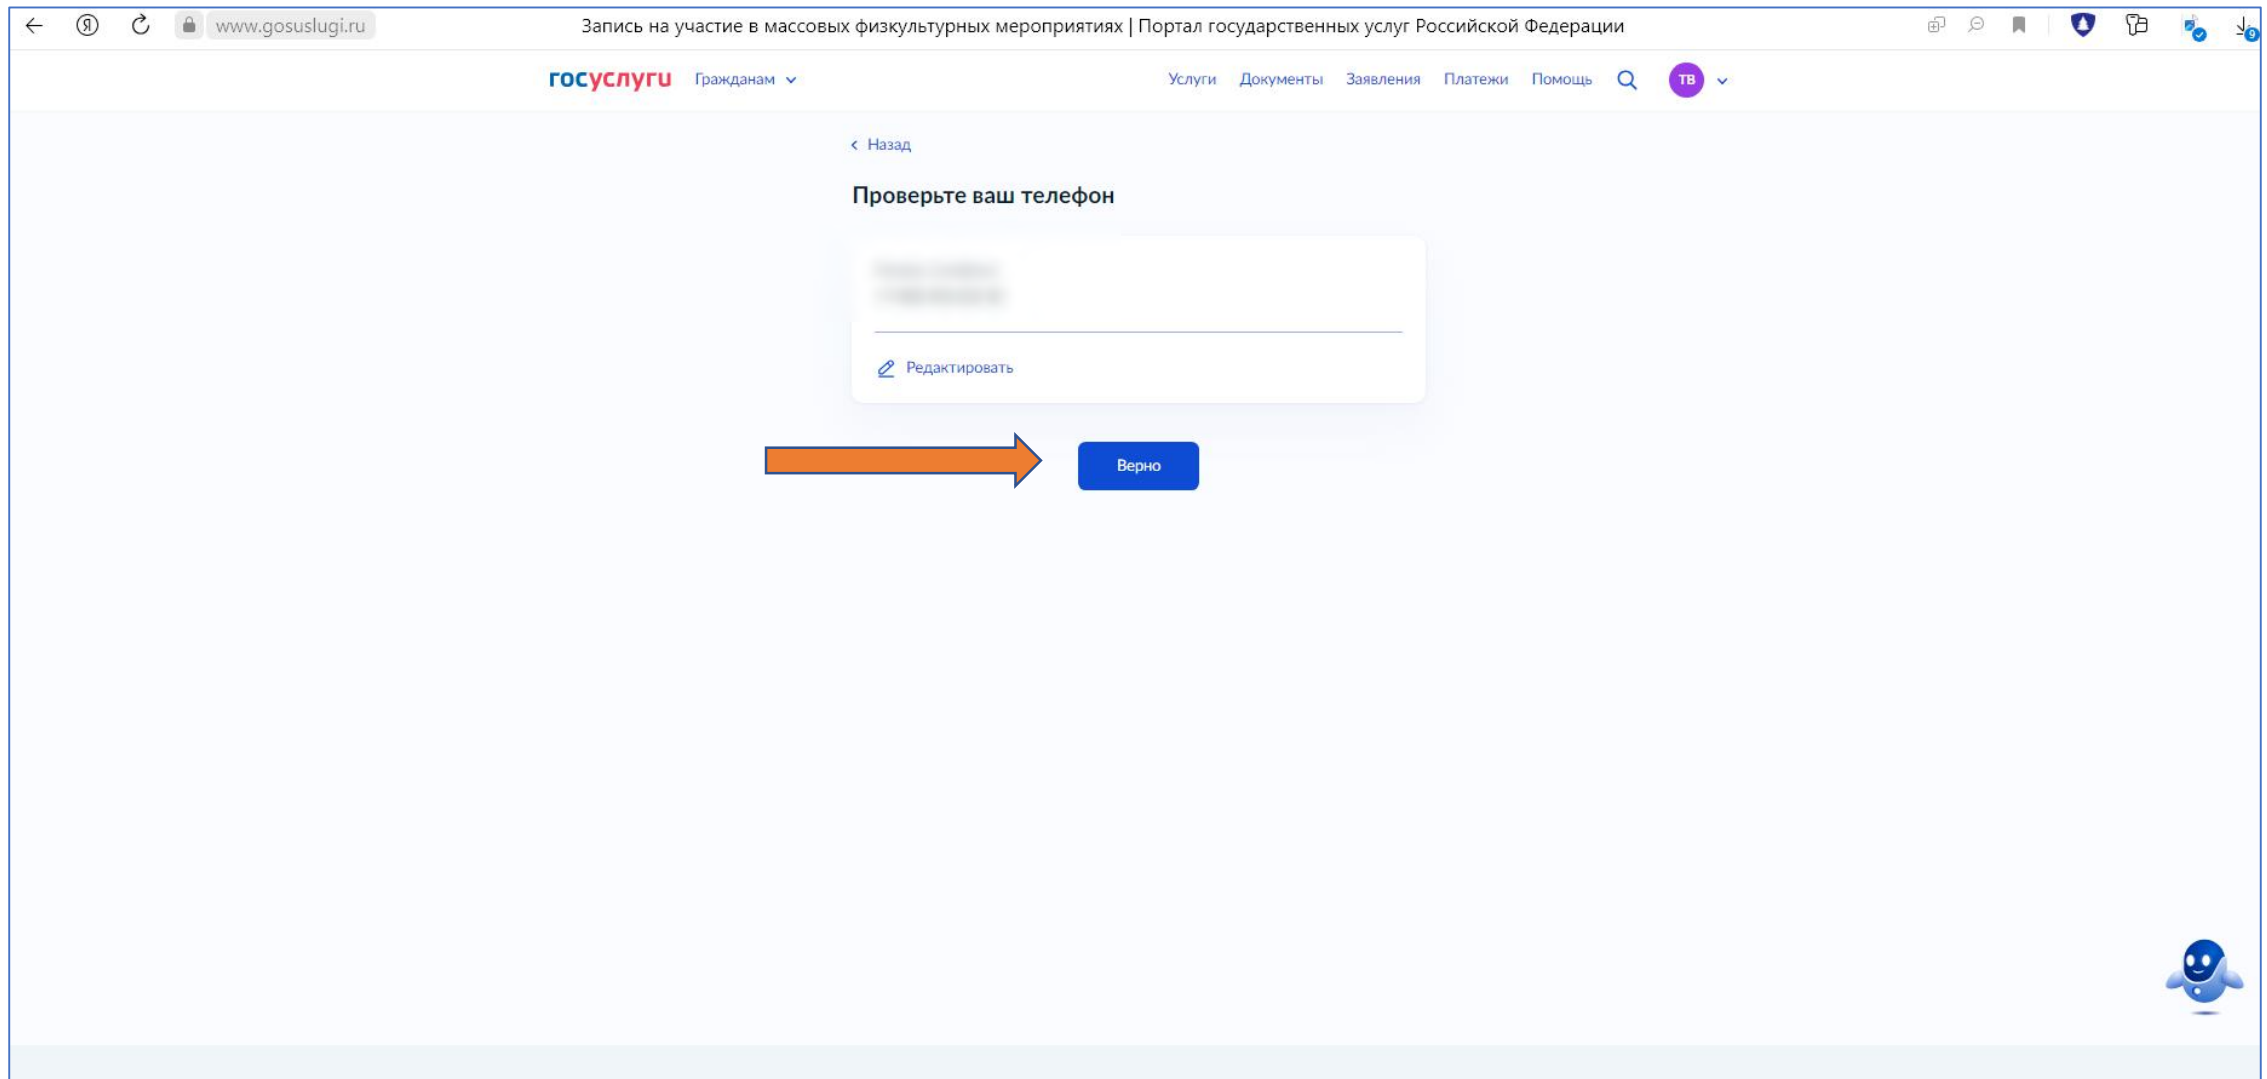 www.gosuslugi.ru
Запись на участие в массовых физкультурных мероприятиях | Портал государственных услуг Российской Федерации
9
госуслуги Гражданам
Услуги Документы Заявления Платежи Помощь ТВ
Назад
Проверьте ваш телефон
Редактировать
Верно